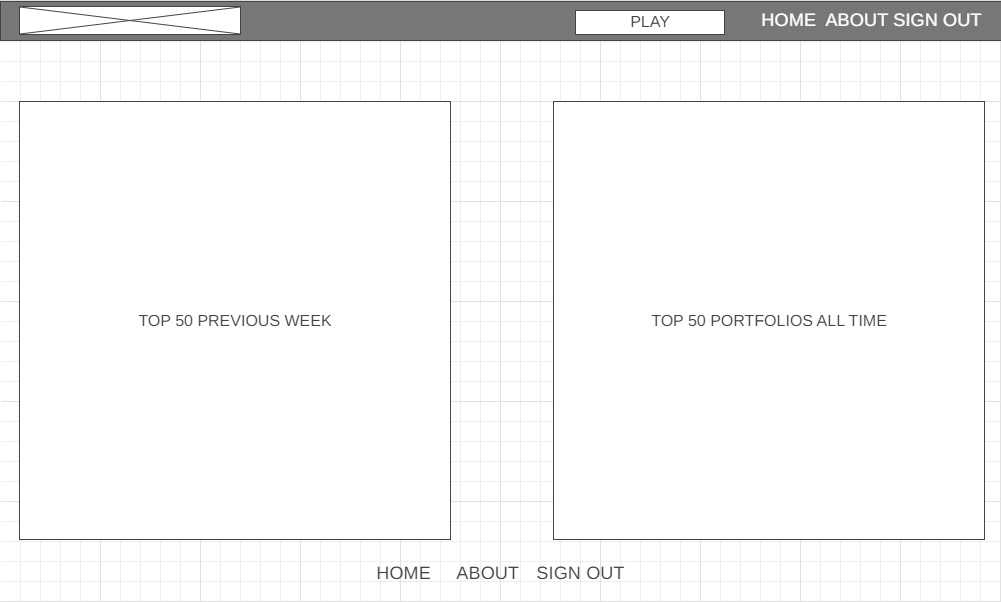 PLAY HOME ABOUT SIGN OUT
TOP 50 PREVIOUS WEEK
TOP 50 PORTFOLIOS ALL TIME
HOME ABOUT SIGN OUT